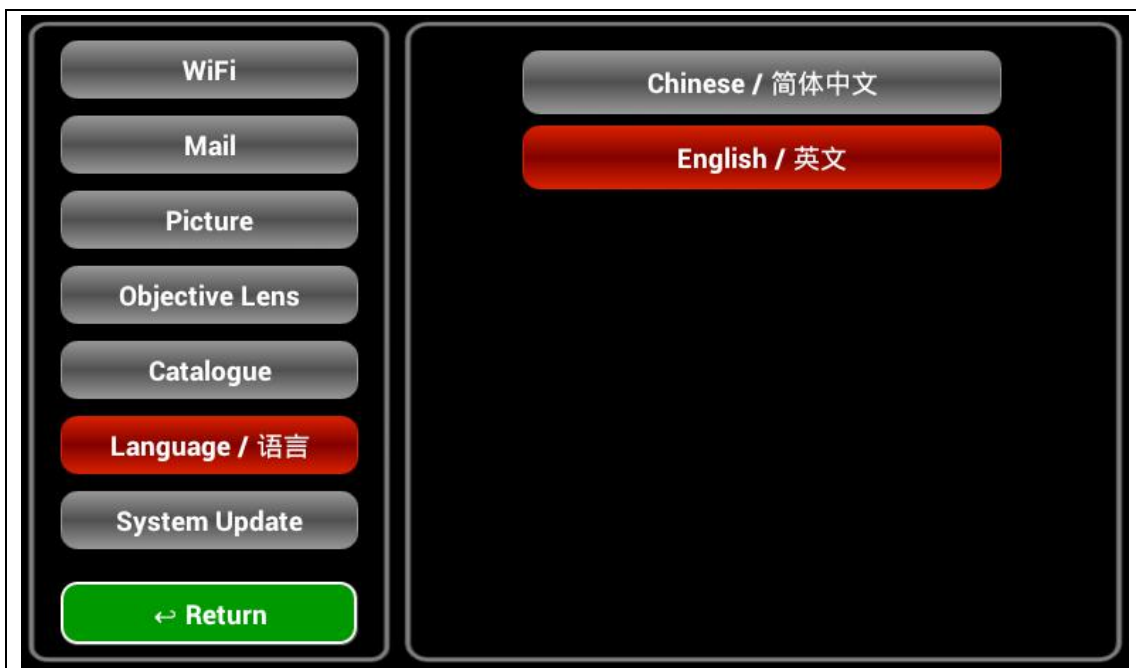 WiFi
Mail
Picture
Objective Lens
Catalogue
Language / 语言
System Update
↩ Return
Chinese / 简体中文
English / 英文